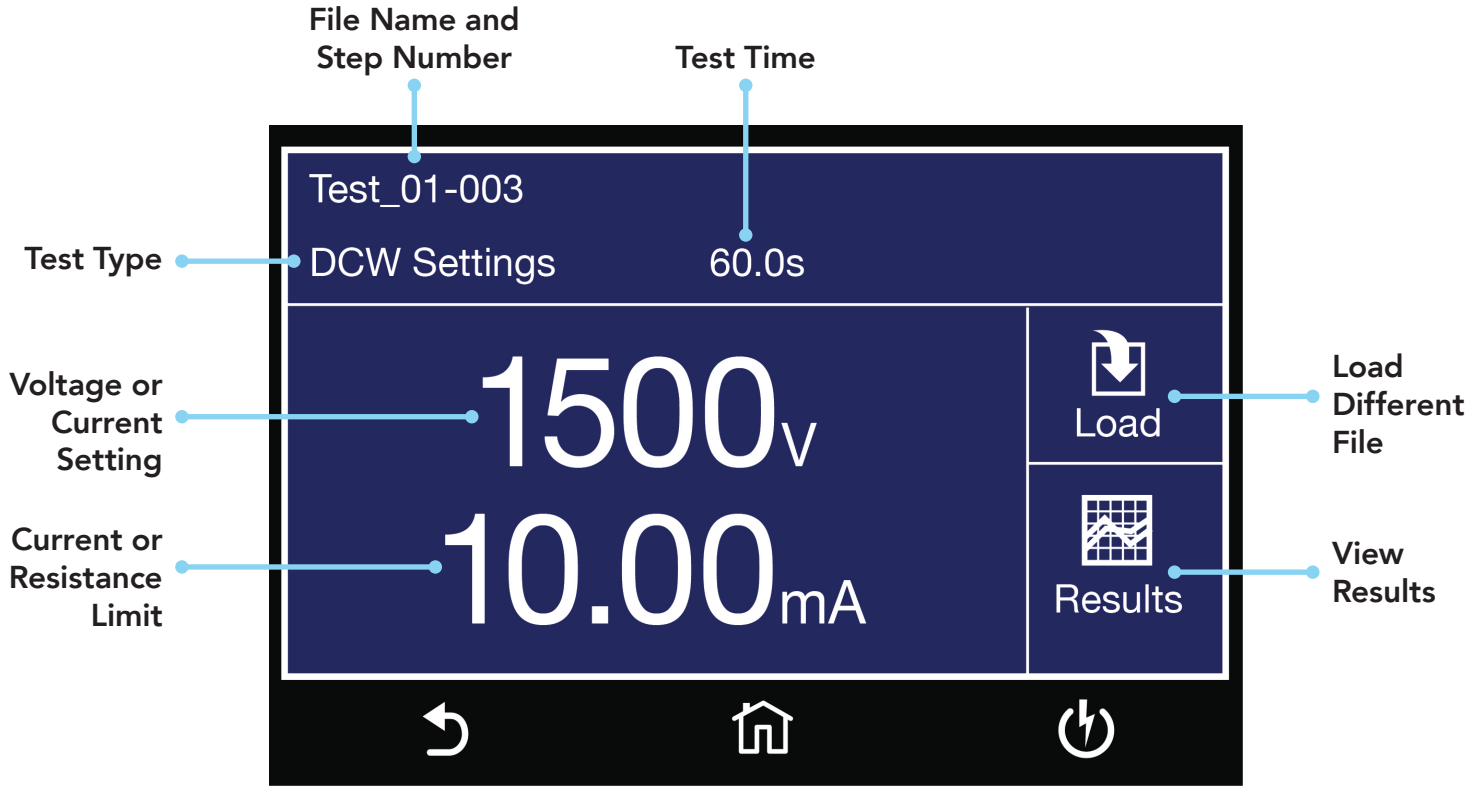 File Name and
Step Number
Test Time
Test_01-003
Test Type
DCW Settings
60.0s
Voltage or
Current
Setting
1500V
Load
Load
Different
File
Current or
Resistance
Limit
10.00mA
Results
View
Results